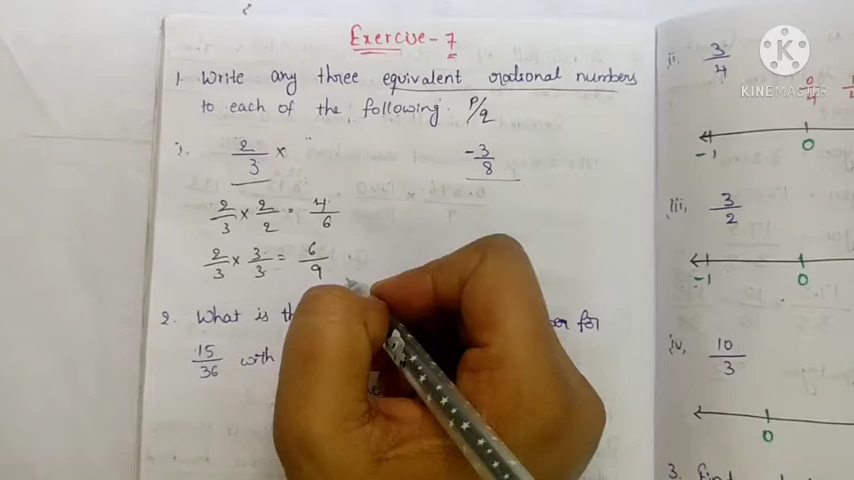 Exercise - 7
1. Write any three equivalent rational numbers
to each of the following. P/q
i. 2/3 × -3/8
2/3 × 2/2 = 4/6
2/3 × 3/3 = 6/9
2. What is for
15/36 with
ii. 3/4
0/4
-1 0
iii, 3/2
-1 0
iv, 10/3
0
3.
K
KINEMASTER